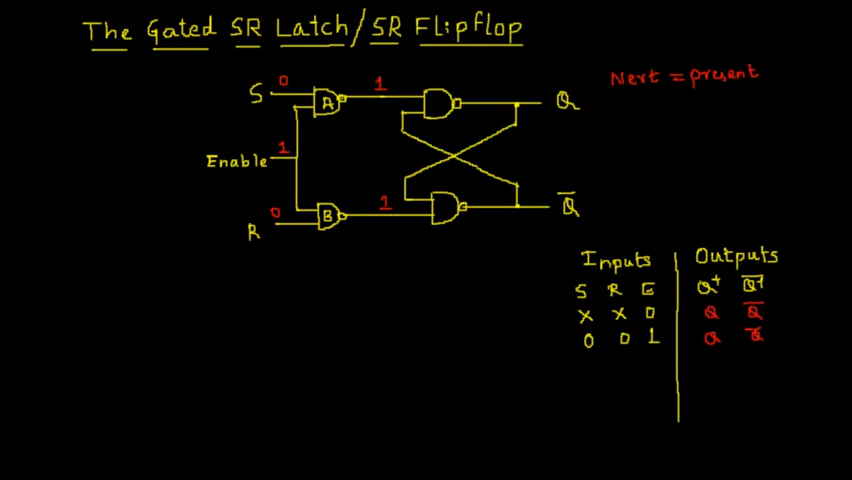 The Gated SR Latch/SR Flipflop
S 0 A 1 Q
Next = present
Enable 1
R 0 B 1 Q̅
Inputs Outputs
S R E Q⁺ Q̅⁺
X X 0 Q Q̅
0 0 1 Q Q̅